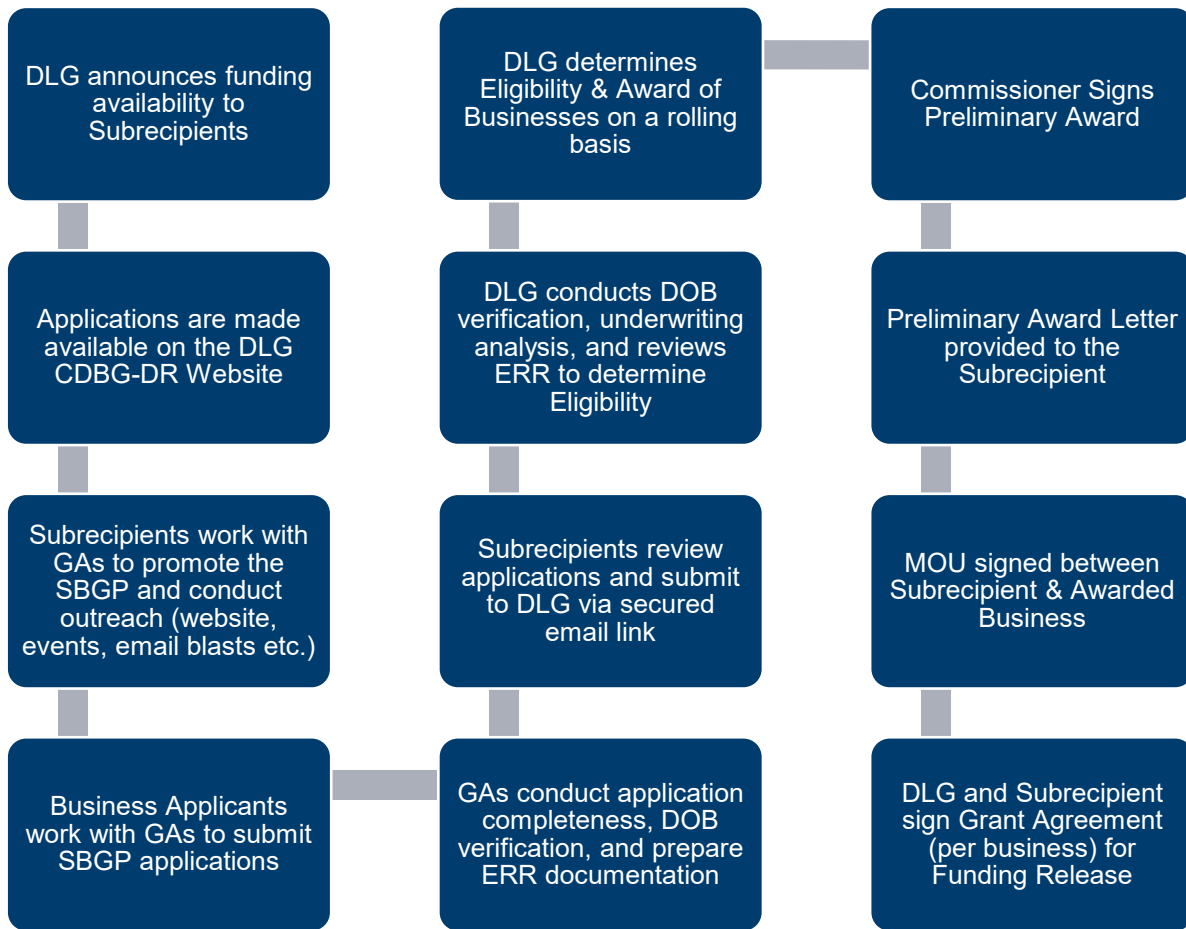 DLG announces funding
availability to
Subrecipients
Applications are made
available on the DLG
CDBG-DR Website
Subrecipients work with
GAs to promote the
SBGP and conduct
outreach (website,
events, email blasts etc.)
Business Applicants
work with GAs to submit
SBGP applications
GAs conduct application
completeness, DOB
verification, and prepare
ERR documentation
Subrecipients review
applications and submit
to DLG via secured
email link
DLG conducts DOB
verification, underwriting
analysis, and reviews
ERR to determine
Eligibility
DLG determines
Eligibility & Award of
Businesses on a rolling
basis
Commissioner Signs
Preliminary Award
Preliminary Award Letter
provided to the
Subrecipient
MOU signed between
Subrecipient & Awarded
Business
DLG and Subrecipient
sign Grant Agreement
(per business) for
Funding Release